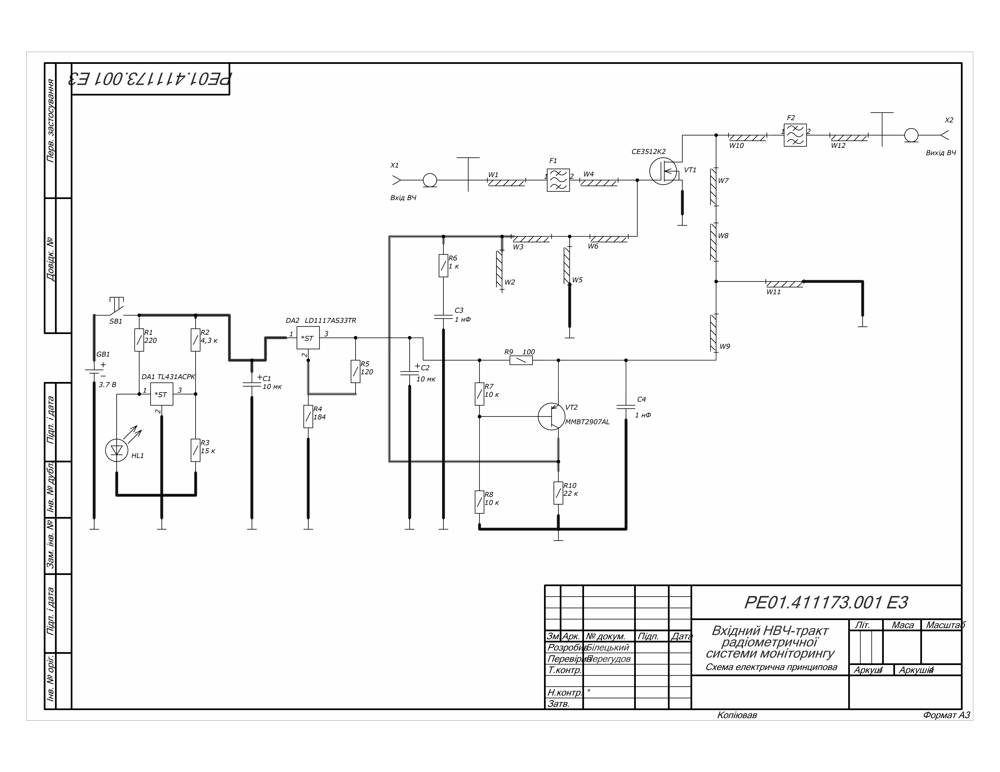 РЕ01.411173.001 Е3
Перв. застосування
Довідк. №
Підп. і дата
Інв. № дубл.
Зам. інв. №
Підп. і дата
Інв. № оріг.
X1
Вхід ВЧ
W1
F1
1
2
W4
CE3512K2
VT1
F2
1
2
W10
W12
X2
Вихід ВЧ
W7
W8
W3
W6
W2
W5
W11
W9
R6
1 к
C3
1 нФ
SB1
R1
220
R2
4,3 к
GB1
+
−
3.7 В
DA1 TL431ACPK
1
*ST
3
2
HL1
R3
15 к
+
C1
10 мк
DA2 LD1117AS33TR
1
*ST
3
2
R5
120
R4
184
+
C2
10 мк
R9 100
R7
10 к
VT2
MMBT2907AL
C4
1 нФ
R8
10 к
R10
22 к
РЕ01.411173.001 Е3
Вхідний НВЧ-тракт
радіометричної
системи моніторингу
Схема електрична принципова
Літ. Маса Масштаб
Аркуш 4 Аркушів 4
Зм. Арк. № докум. Підп. Дата
Розробив Білецький
Перевірив Перегудов
Т.контр.
Н.контр. *
Затв.
Копіював
Формат А3